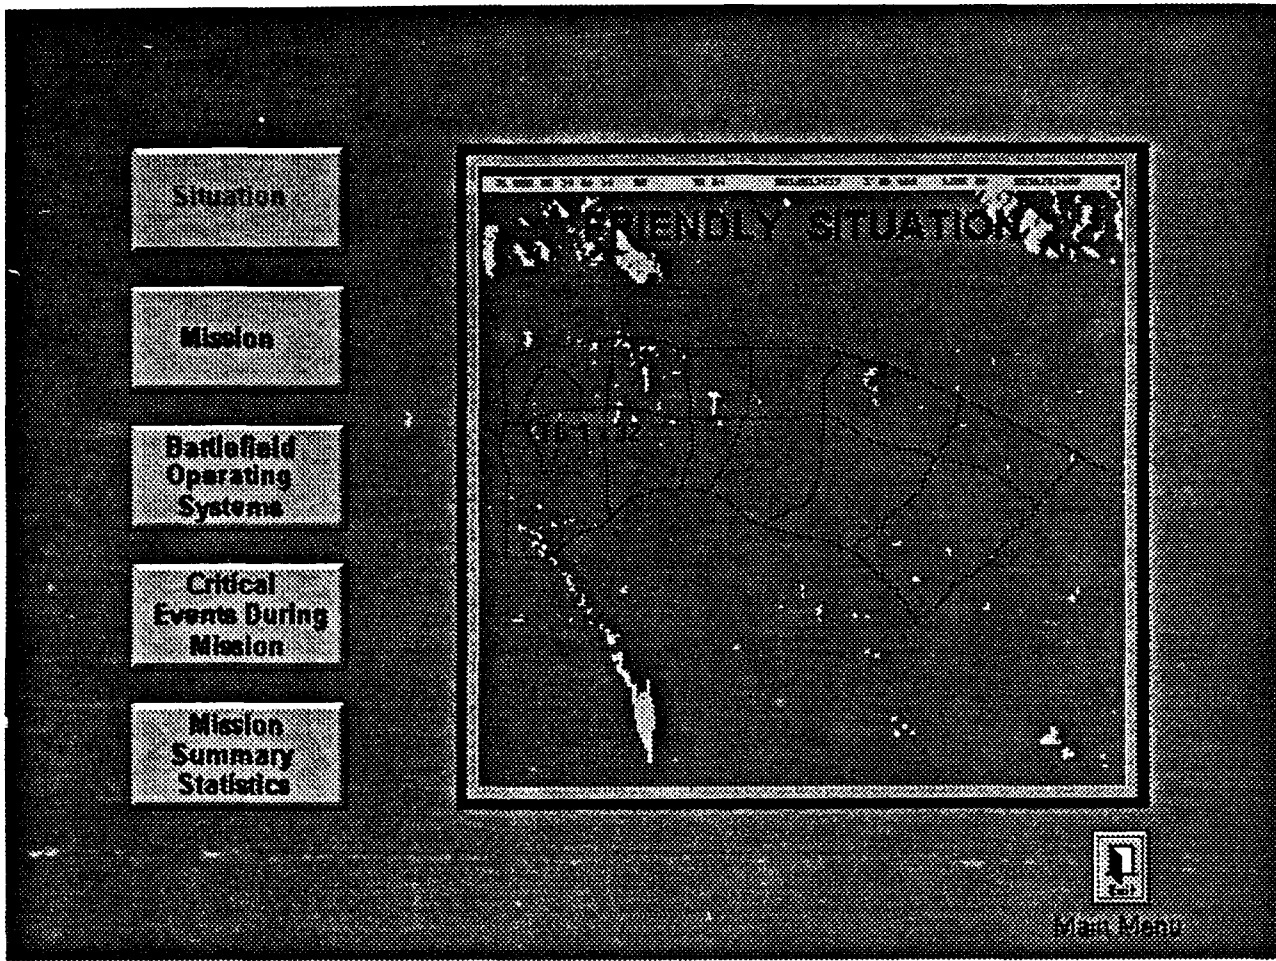 Situation
Mission
Battlefield
Operating
Systems
Critical
Events During
Mission
Mission
Summary
Statistics
FRIENDLY SITUATION
Exit
Main Menu